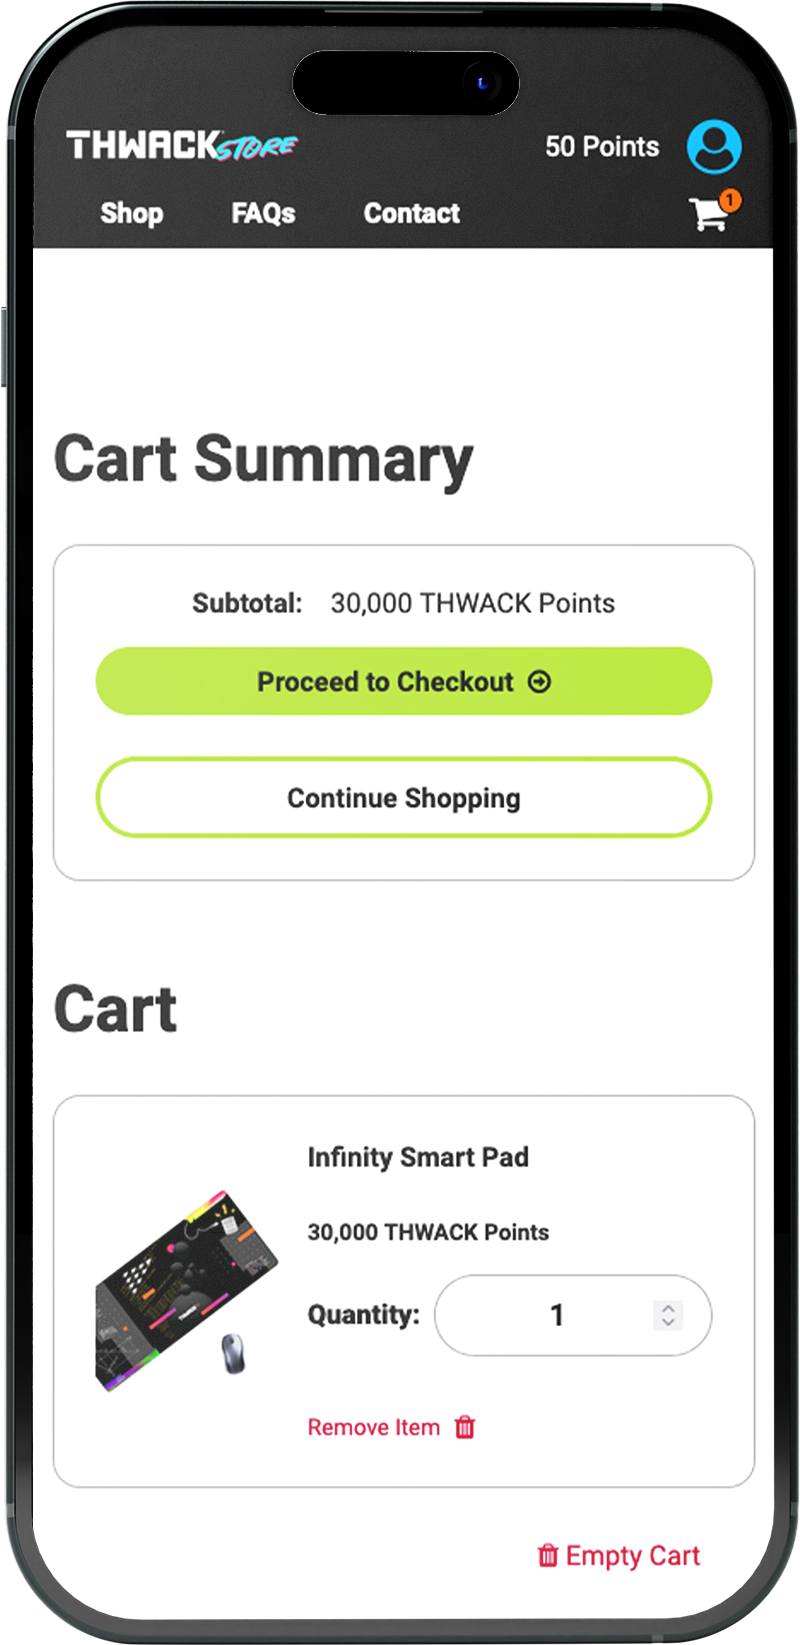 THWACK STORE
50 Points
Shop FAQs Contact
1
Cart Summary
Subtotal: 30,000 THWACK Points
Proceed to Checkout
Continue Shopping
Cart
Infinity Smart Pad
30,000 THWACK Points
THWACK
Quantity: 1
Remove Item
Empty Cart